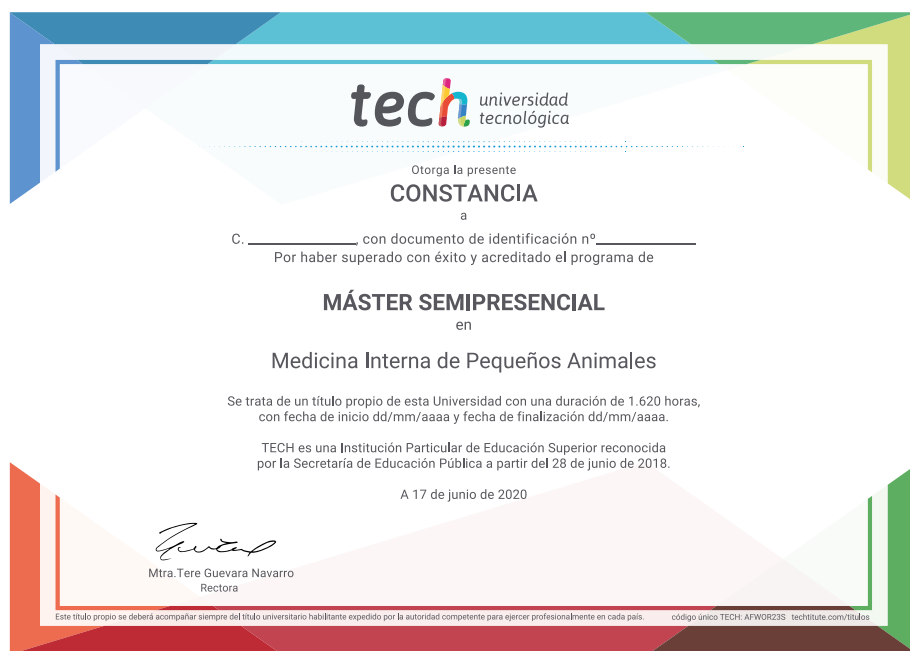 tech universidad
tecnológica
Otorga la presente
CONSTANCIA
a
C. ____________, con documento de identificación nº___________
Por haber superado con éxito y acreditado el programa de
MÁSTER SEMIPRESENCIAL
en
Medicina Interna de Pequeños Animales
Se trata de un título propio de esta Universidad con una duración de 1.620 horas,
con fecha de inicio dd/mm/aaaa y fecha de finalización dd/mm/aaaa.
TECH es una Institución Particular de Educación Superior reconocida
por la Secretaría de Educación Pública a partir del 28 de junio de 2018.
A 17 de junio de 2020
Mtra.Tere Guevara Navarro
Rectora
Este título propio se deberá acompañar siempre del título universitario habilitante expedido por la autoridad competente para ejercer profesionalmente en cada país. código único TECH: AFWOR23S techtitute.com/titulos